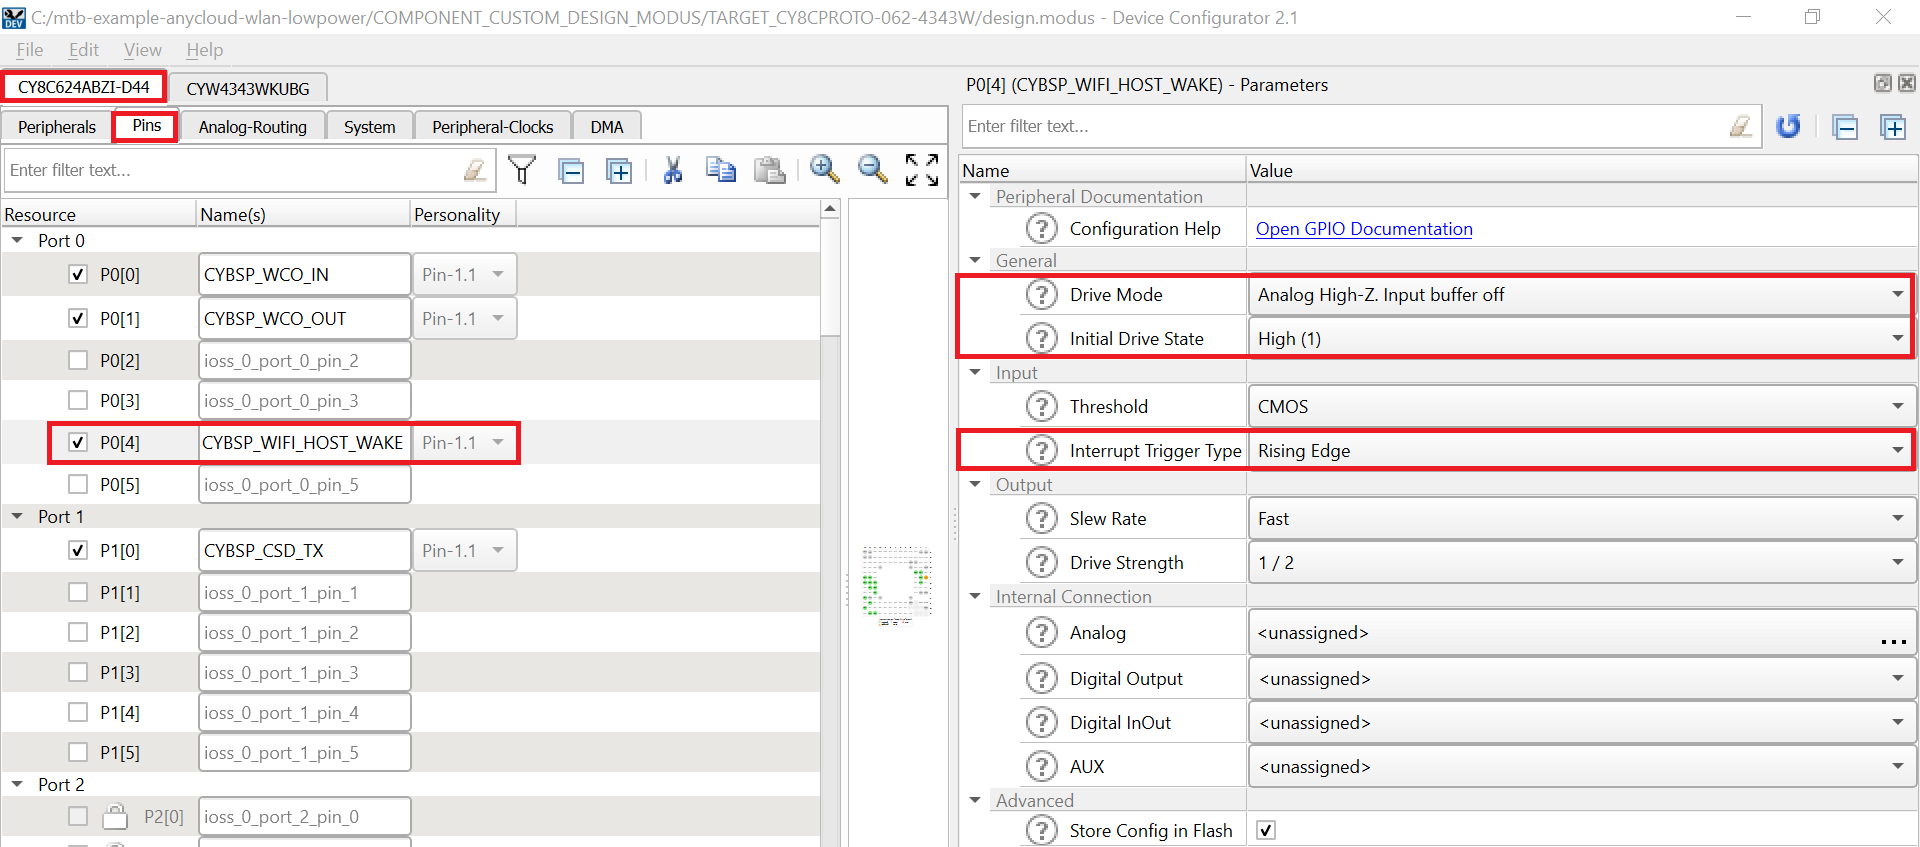 DEV C:/mtb-example-anycloud-wlan-lowpower/COMPONENT_CUSTOM_DESIGN_MODUS/TARGET_CY8CPROTO-062-4343W/design.modus - Device Configurator 2.1
File Edit View Help
CY8C624ABZI-D44 CYW4343WKUBG
Peripherals Pins Analog-Routing System Peripheral-Clocks DMA
Enter filter text...
Resource Name(s) Personality
Port 0
P0[0] CYBSP_WCO_IN Pin-1.1
P0[1] CYBSP_WCO_OUT Pin-1.1
P0[2] ioss_0_port_0_pin_2
P0[3] ioss_0_port_0_pin_3
P0[4] CYBSP_WIFI_HOST_WAKE Pin-1.1
P0[5] ioss_0_port_0_pin_5
Port 1
P1[0] CYBSP_CSD_TX Pin-1.1
P1[1] ioss_0_port_1_pin_1
P1[2] ioss_0_port_1_pin_2
P1[3] ioss_0_port_1_pin_3
P1[4] ioss_0_port_1_pin_4
P1[5] ioss_0_port_1_pin_5
Port 2
P2[0] ioss_0_port_2_pin_0
P0[4] (CYBSP_WIFI_HOST_WAKE) - Parameters
Enter filter text...
Name Value
Peripheral Documentation
? Configuration Help Open GPIO Documentation
General
? Drive Mode Analog High-Z. Input buffer off
? Initial Drive State High (1)
Input
? Threshold CMOS
? Interrupt Trigger Type Rising Edge
Output
? Slew Rate Fast
? Drive Strength 1 / 2
Internal Connection
? Analog <unassigned> ...
? Digital Output <unassigned>
? Digital InOut <unassigned>
? AUX <unassigned>
Advanced
? Store Config in Flash